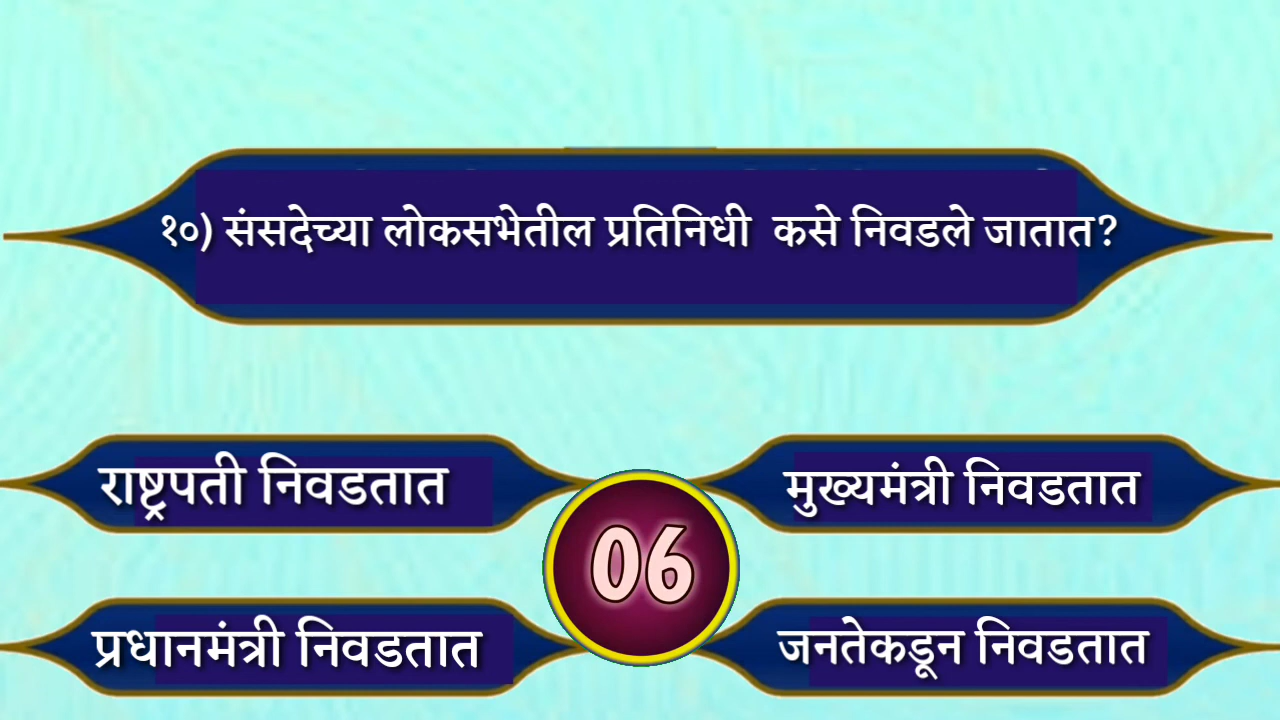 १०) संसदेच्या लोकसभेतील प्रतिनिधी कसे निवडले जातात?
राष्ट्रपती निवडतात
मुख्यमंत्री निवडतात
06
प्रधानमंत्री निवडतात
जनतेकडून निवडतात